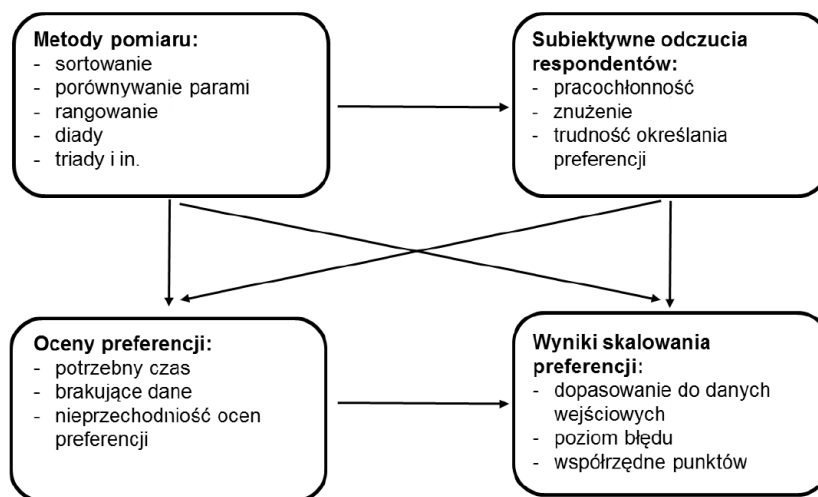 Metody pomiaru:
- sortowanie
- porównywanie parami
- rangowanie
- diady
- triady i in.
Subiektywne odczucia
respondentów:
- pracochłonność
- znużenie
- trudność określania
preferencji
Oceny preferencji:
- potrzebny czas
- brakujące dane
- nieprzechodniość ocen
preferencji
Wyniki skalowania
preferencji:
- dopasowanie do danych
wejściowych
- poziom błędu
- współrzędne punktów